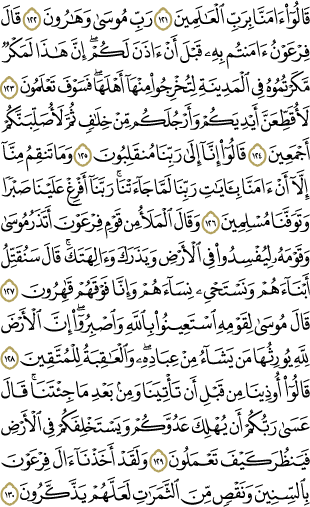 قَالُوٓا۟ ءَامَنَّا بِرَبِّ ٱلْعَٰلَمِينَ ١٢١ رَبِّ مُوسَىٰ وَهَٰرُونَ ١٢٢ قَالَ
فِرْعَوْنُ ءَامَنتُم بِهِۦ قَبْلَ أَنْ ءَاذَنَ لَكُمْ ۖ إِنَّ هَٰذَا لَمَكْرٌ
مَّكَرْتُمُوهُ فِى ٱلْمَدِينَةِ لِتُخْرِجُوا۟ مِنْهَآ أَهْلَهَا ۖ فَسَوْفَ تَعْلَمُونَ ١٢٣
لَأُقَطِّعَنَّ أَيْدِيَكُمْ وَأَرْجُلَكُم مِّنْ خِلَٰفٍ ثُمَّ لَأُصَلِّبَنَّكُمْ
أَجْمَعِينَ ١٢٤ قَالُوٓا۟ إِنَّآ إِلَىٰ رَبِّنَا مُنقَلِبُونَ ١٢٥ وَمَا تَنقِمُ مِنَّآ
إِلَّآ أَنْ ءَامَنَّا بِـَٔايَٰتِ رَبِّنَا لَمَّا جَآءَتْنَا ۚ رَبَّنَآ أَفْرِغْ عَلَيْنَا صَبْرًا
وَتَوَفَّنَا مُسْلِمِينَ ١٢٦ وَقَالَ ٱلْمَلَأُ مِن قَوْمِ فِرْعَوْنَ أَتَذَرُ مُوسَىٰ
وَقَوْمَهُۥ لِيُفْسِدُوا۟ فِى ٱلْأَرْضِ وَيَذَرَكَ وَءَالِهَتَكَ ۚ قَالَ سَنُقَتِّلُ
أَبْنَآءَهُمْ وَنَسْتَحْىِۦ نِسَآءَهُمْ وَإِنَّا فَوْقَهُمْ قَٰهِرُونَ ١٢٧
قَالَ مُوسَىٰ لِقَوْمِهِ ٱسْتَعِينُوا۟ بِٱللَّهِ وَٱصْبِرُوٓا۟ ۖ إِنَّ ٱلْأَرْضَ
لِلَّهِ يُورِثُهَا مَن يَشَآءُ مِنْ عِبَادِهِۦ ۖ وَٱلْعَٰقِبَةُ لِلْمُتَّقِينَ ١٢٨
قَالُوٓا۟ أُوذِينَا مِن قَبْلِ أَن تَأْتِيَنَا وَمِنۢ بَعْدِ مَا جِئْتَنَا ۚ قَالَ
عَسَىٰ رَبُّكُمْ أَن يُهْلِكَ عَدُوَّكُمْ وَيَسْتَخْلِفَكُمْ فِى ٱلْأَرْضِ
فَيَنظُرَ كَيْفَ تَعْمَلُونَ ١٢٩ وَلَقَدْ أَخَذْنَآ ءَالَ فِرْعَوْنَ
بِٱلسِّنِينَ وَنَقْصٍ مِّنَ ٱلثَّمَرَٰتِ لَعَلَّهُمْ يَذَّكَّرُونَ ١٣٠